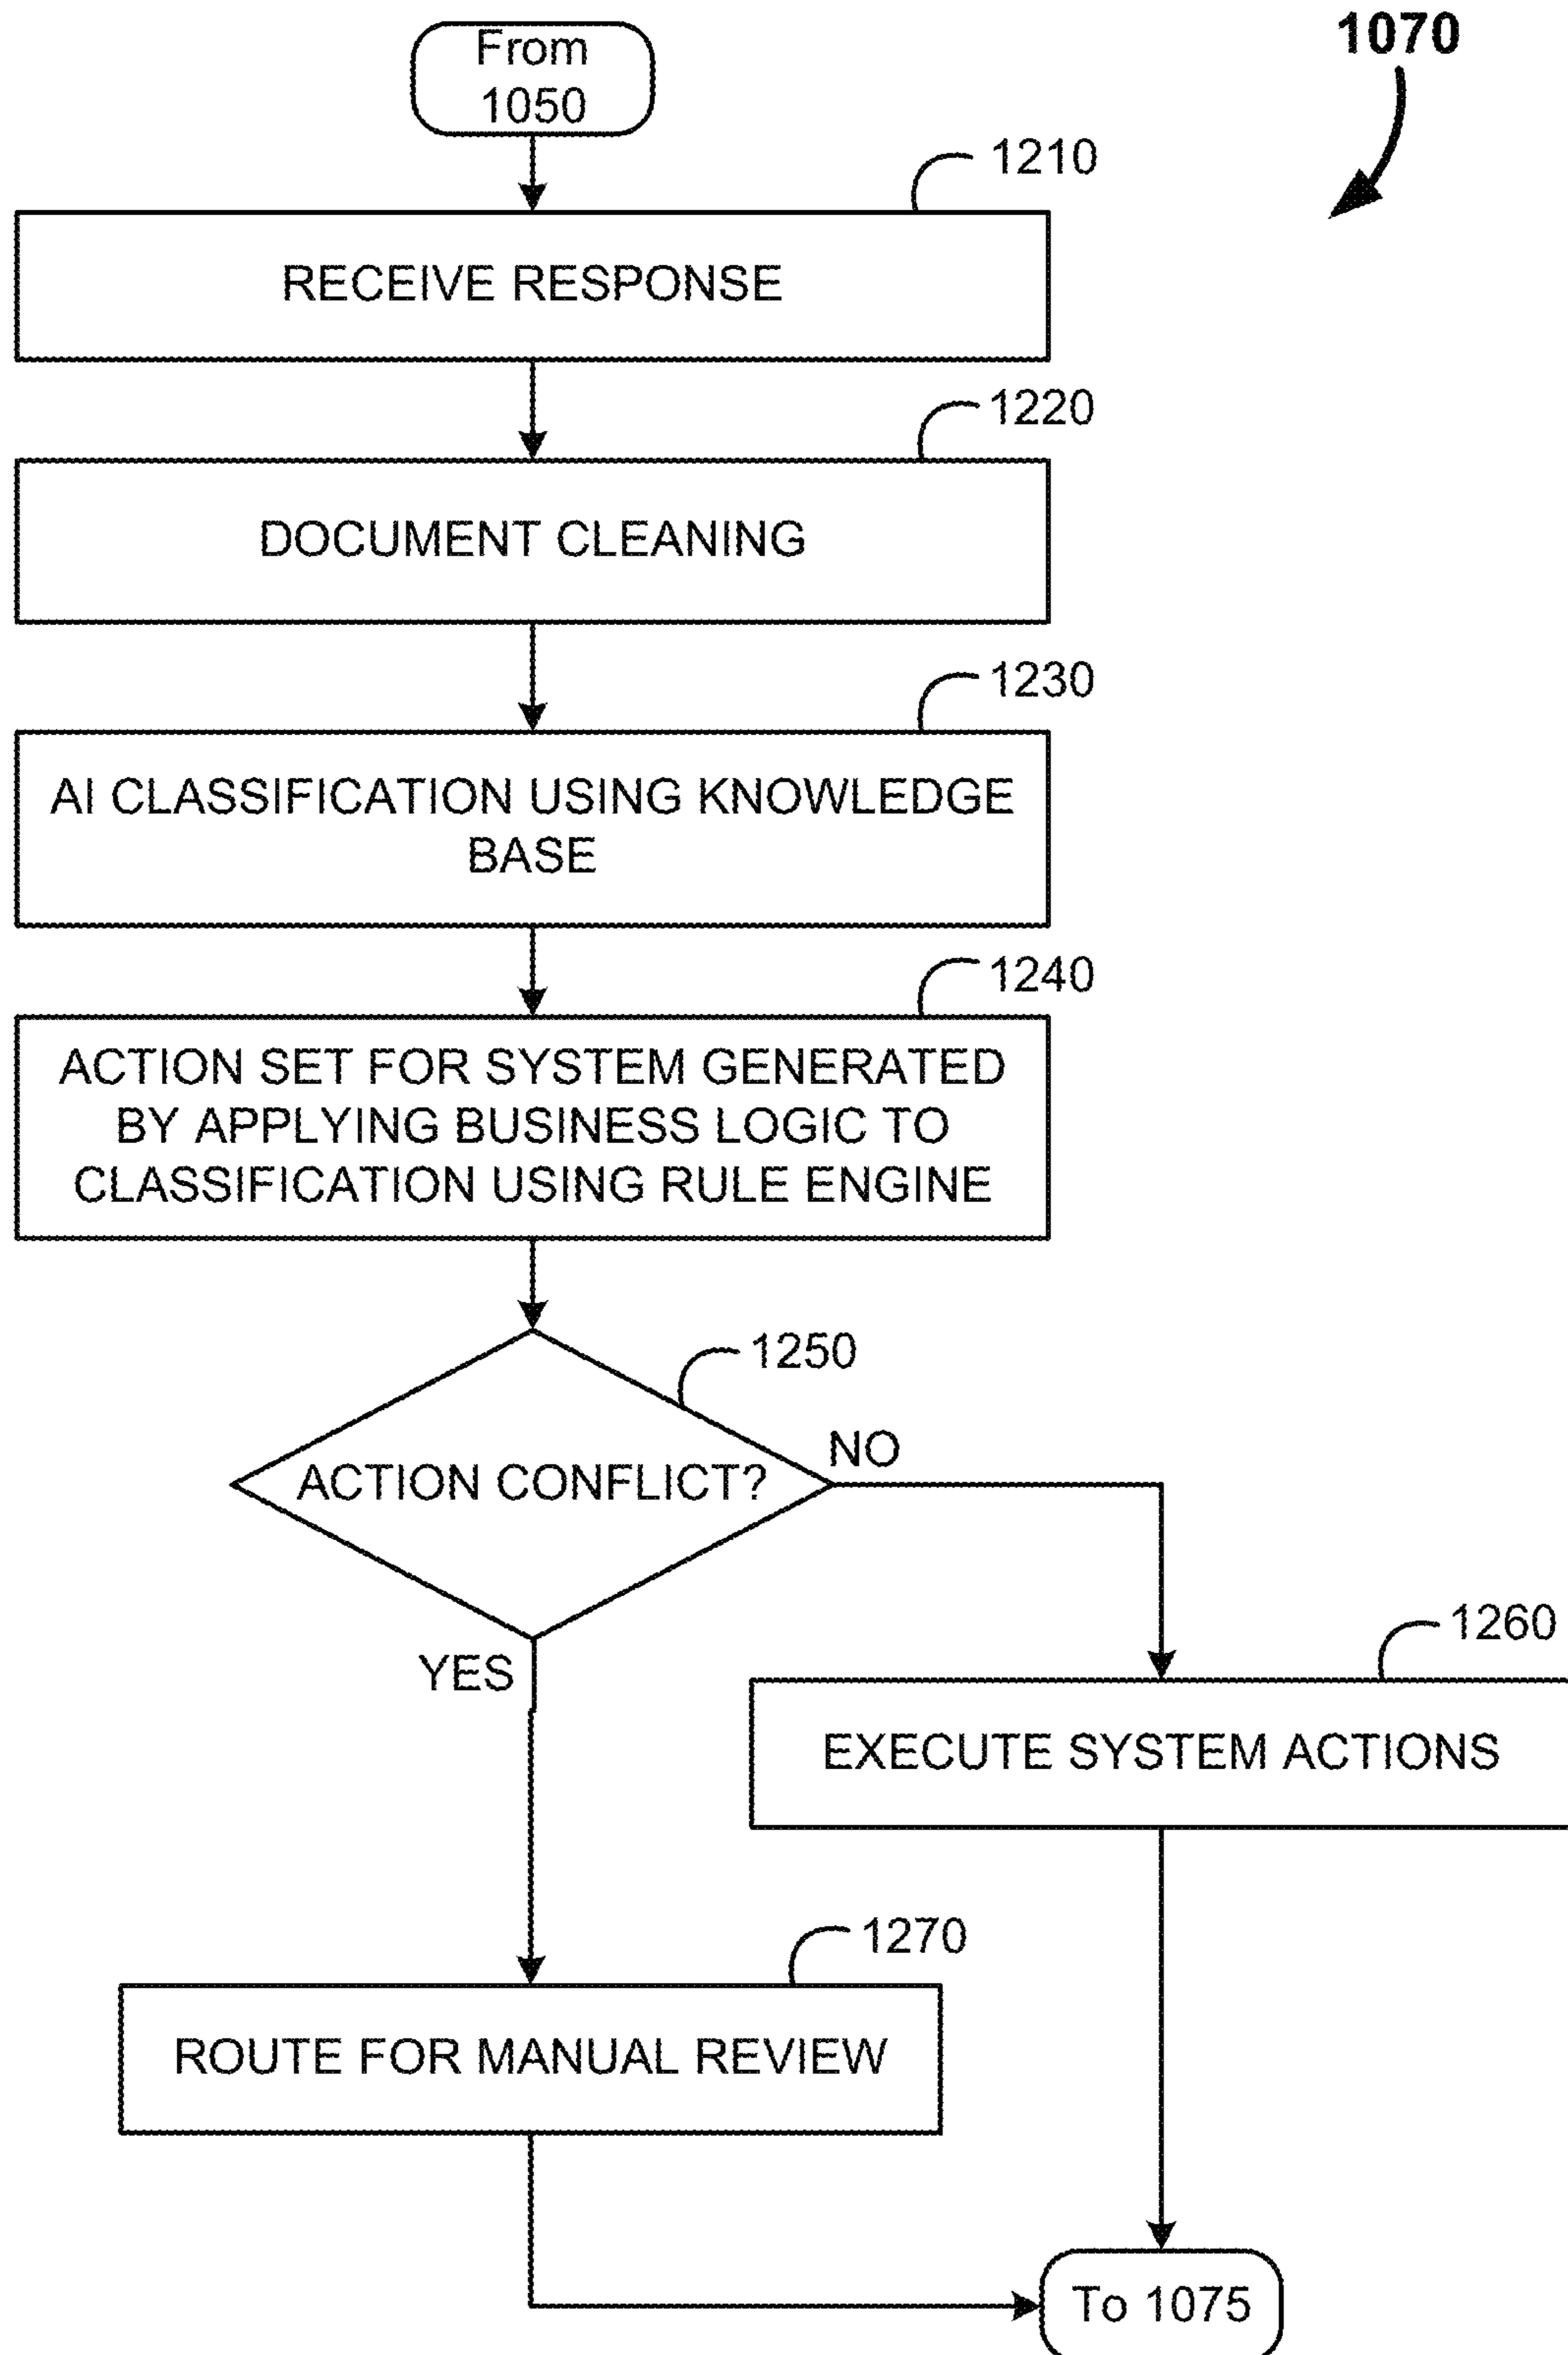 1070
From
1050
1210
RECEIVE RESPONSE
1220
DOCUMENT CLEANING
1230
AI CLASSIFICATION USING KNOWLEDGE
BASE
1240
ACTION SET FOR SYSTEM GENERATED
BY APPLYING BUSINESS LOGIC TO
CLASSIFICATION USING RULE ENGINE
1250
ACTION CONFLICT?
NO
YES
1260
EXECUTE SYSTEM ACTIONS
1270
ROUTE FOR MANUAL REVIEW
To 1075